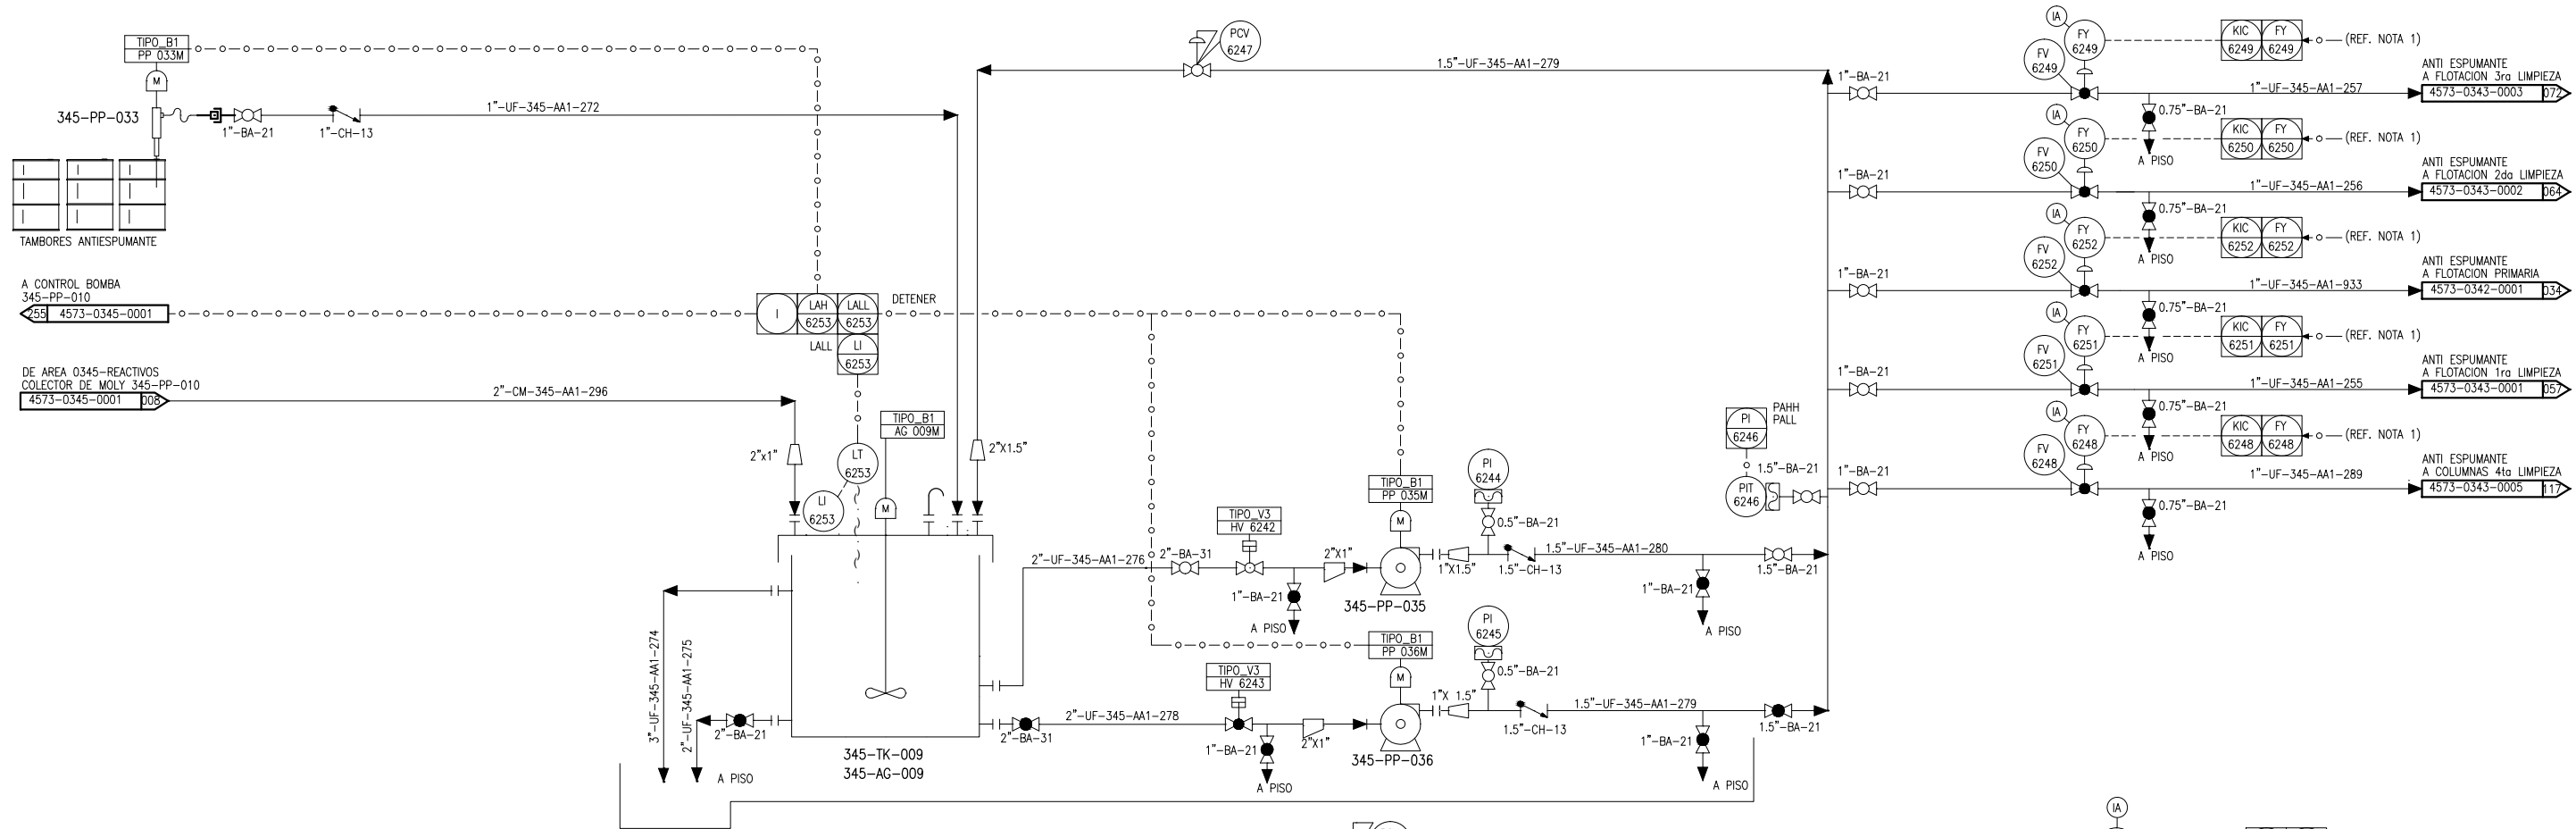 TIPO_B1
PP 033M
M
345-PP-033
1"-BA-21
1"-CH-13
1"-UF-345-AA1-272
TAMBORES ANTIESPUMANTE
A CONTROL BOMBA
345-PP-010
255 4573-0345-0001
DE AREA 0345-REACTIVOS
COLECTOR DE MOLY 345-PP-010
4573-0345-0001 008
2"-CM-345-AA1-296
I
LAH
6253
LALL
6253
DETENER
LALL
LI
6253
TIPO_B1
AG 009M
M
2"x1"
LT
6253
LI
6253
2"X1.5"
PCV
6247
1.5"-UF-345-AA1-279
3"-UF-345-AA1-274
2"-UF-345-AA1-275
2"-BA-21
A PISO
345-TK-009
345-AG-009
2"-UF-345-AA1-276
2"-BA-31
TIPO_V3
HV 6242
1"-BA-21
A PISO
2"X1"
TIPO_B1
PP 035M
M
345-PP-035
PI
6244
0.5"-BA-21
1"X1.5"
1.5"-CH-13
1.5"-UF-345-AA1-280
1"-BA-21
A PISO
1.5"-BA-21
2"-BA-31
2"-UF-345-AA1-278
TIPO_V3
HV 6243
1"-BA-21
A PISO
2"X1"
TIPO_B1
PP 036M
M
345-PP-036
PI
6245
0.5"-BA-21
1"X 1.5"
1.5"-CH-13
1.5"-UF-345-AA1-279
1"-BA-21
A PISO
1.5"-BA-21
PI
6246
PAHH
PALL
PIT
6246
1.5"-BA-21
1"-BA-21
IA
FY
6249
FV
6249
KIC
6249
FY
6249
(REF. NOTA 1)
1"-UF-345-AA1-257
ANTI ESPUMANTE
A FLOTACION 3ra LIMPIEZA
4573-0343-0003 072
0.75"-BA-21
A PISO
1"-BA-21
IA
FY
6250
FV
6250
KIC
6250
FY
6250
(REF. NOTA 1)
1"-UF-345-AA1-256
ANTI ESPUMANTE
A FLOTACION 2da LIMPIEZA
4573-0343-0002 064
0.75"-BA-21
A PISO
1"-BA-21
IA
FY
6252
FV
6252
KIC
6252
FY
6252
(REF. NOTA 1)
1"-UF-345-AA1-933
ANTI ESPUMANTE
A FLOTACION PRIMARIA
4573-0342-0001 034
0.75"-BA-21
A PISO
1"-BA-21
IA
FY
6251
FV
6251
KIC
6251
FY
6251
(REF. NOTA 1)
1"-UF-345-AA1-255
ANTI ESPUMANTE
A FLOTACION 1ra LIMPIEZA
4573-0343-0001 057
0.75"-BA-21
A PISO
1"-BA-21
IA
FY
6248
FV
6248
KIC
6248
FY
6248
(REF. NOTA 1)
1"-UF-345-AA1-289
ANTI ESPUMANTE
A COLUMNAS 4ta LIMPIEZA
4573-0343-0005 117
0.75"-BA-21
A PISO
IA